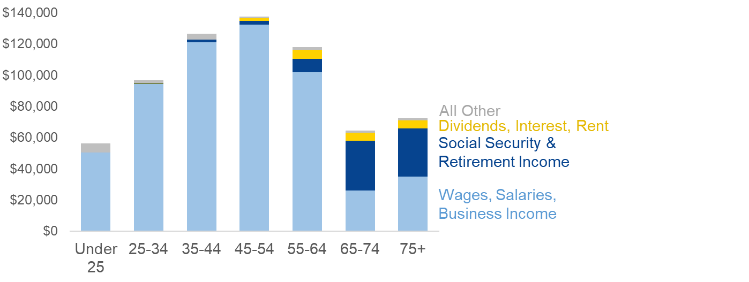 $140,000
$120,000
$100,000
$80,000
$60,000
$40,000
$20,000
$0
Under 25-34 35-44 45-54 55-64 65-74 75+
25
All Other
Dividends, Interest, Rent
Social Security &
Retirement Income
Wages, Salaries,
Business Income